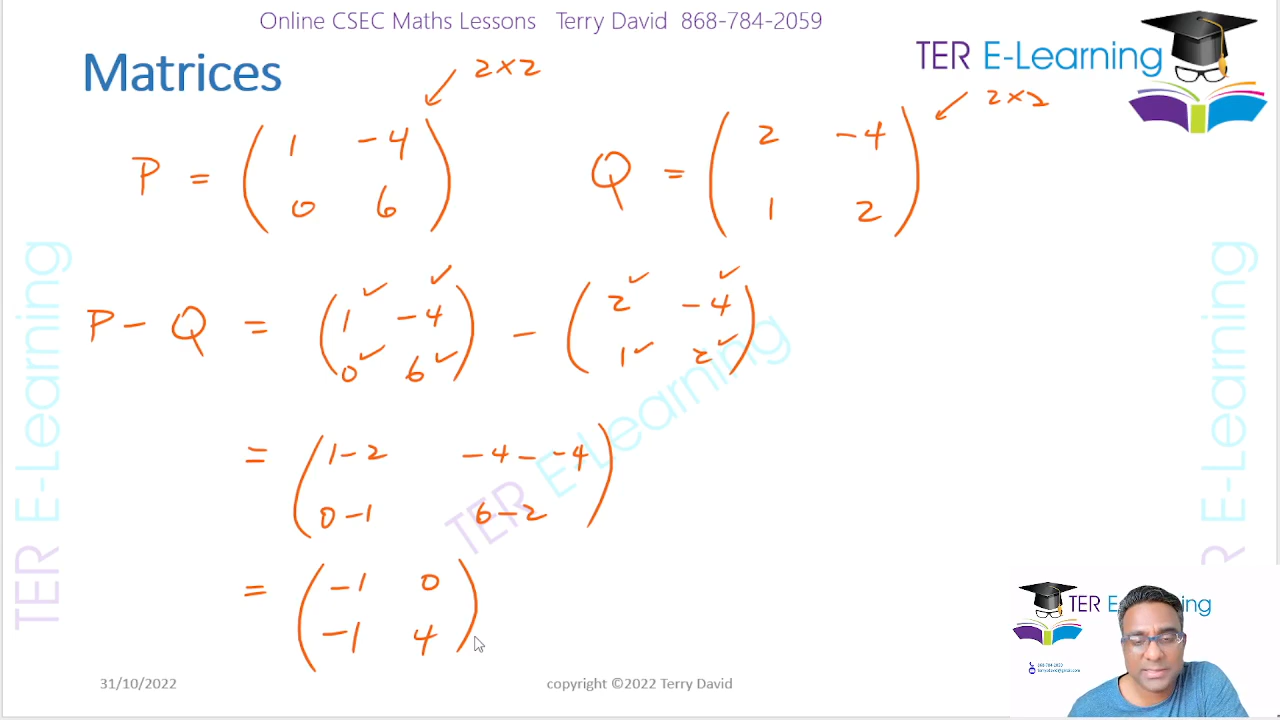 Online CSEC Maths Lessons Terry David 868-784-2059
Matrices
TER E-Learning
2×2
2×2
P = ( 1 -4
0 6 )
Q = ( 2 -4
1 2 )
P - Q = ( 1 ✓ -4 ✓
0 ✓ 6 ✓ ) - ( 2 ✓ -4 ✓
1 ✓ 2 ✓ )
= ( 1-2 -4--4
0-1 6-2 )
= ( -1 0
-1 4 )
TER E-Learning
TER E-Learning
TER E-Learning
TER E-Learning
868-784-2059
31/10/2022
copyright ©2022 Terry David